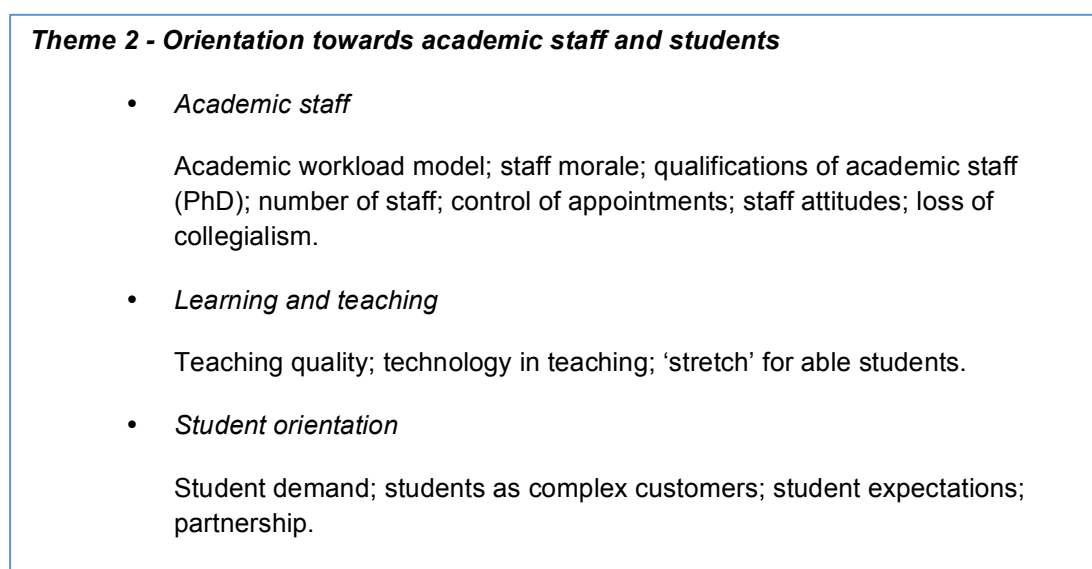 Theme 2 - Orientation towards academic staff and students
• Academic staff
Academic workload model; staff morale; qualifications of academic staff
(PhD); number of staff; control of appointments; staff attitudes; loss of
collegialism.
• Learning and teaching
Teaching quality; technology in teaching; ‘stretch’ for able students.
• Student orientation
Student demand; students as complex customers; student expectations;
partnership.